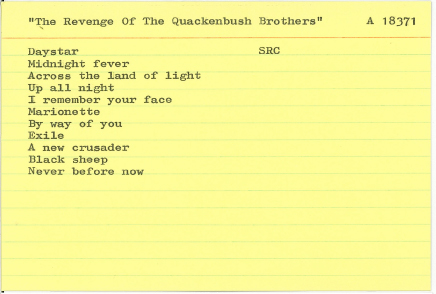 "The Revenge Of The Quackenbush Brothers" A 18371
Daystar SRC
Midnight fever
Across the land of light
Up all night
I remember your face
Marionette
By way of you
Exile
A new crusader
Black sheep
Never before now